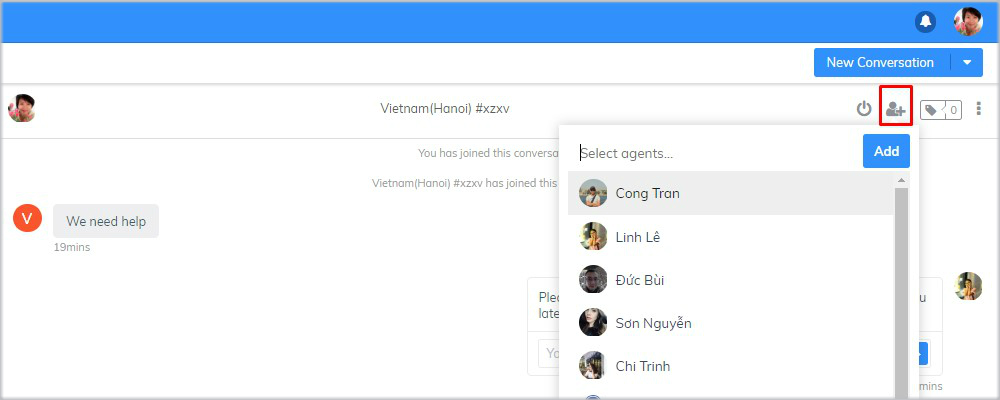 New Conversation
Vietnam(Hanoi) #xzxv
0
You has joined this conversa
Select agents...
Add
Vietnam(Hanoi) #xzxv has joined this
Cong Tran
V
We need help
19mins
Linh Lê
Đức Bùi
Plea
u
late
Sơn Nguyễn
Yo
Chi Trinh
mins